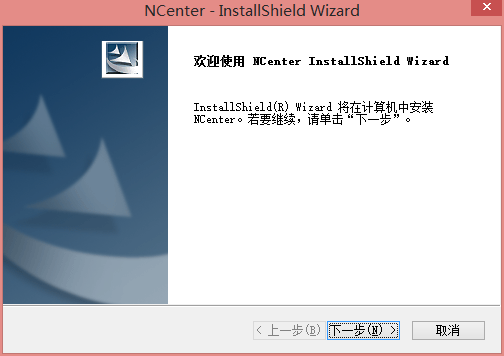 NCenter - InstallShield Wizard
欢迎使用 NCenter InstallShield Wizard
InstallShield(R) Wizard 将在计算机中安装
NCenter。若要继续，请单击“下一步”。
< 上一步(B) 下一步(N) > 取消